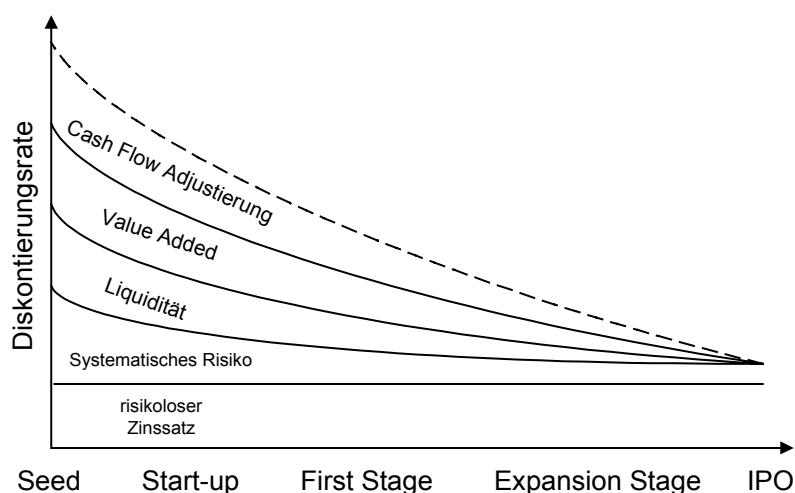 Diskontierungsrate
Cash Flow Adjustierung
Value Added
Liquidität
Systematisches Risiko
risikoloser
Zinssatz
Seed Start-up First Stage Expansion Stage IPO